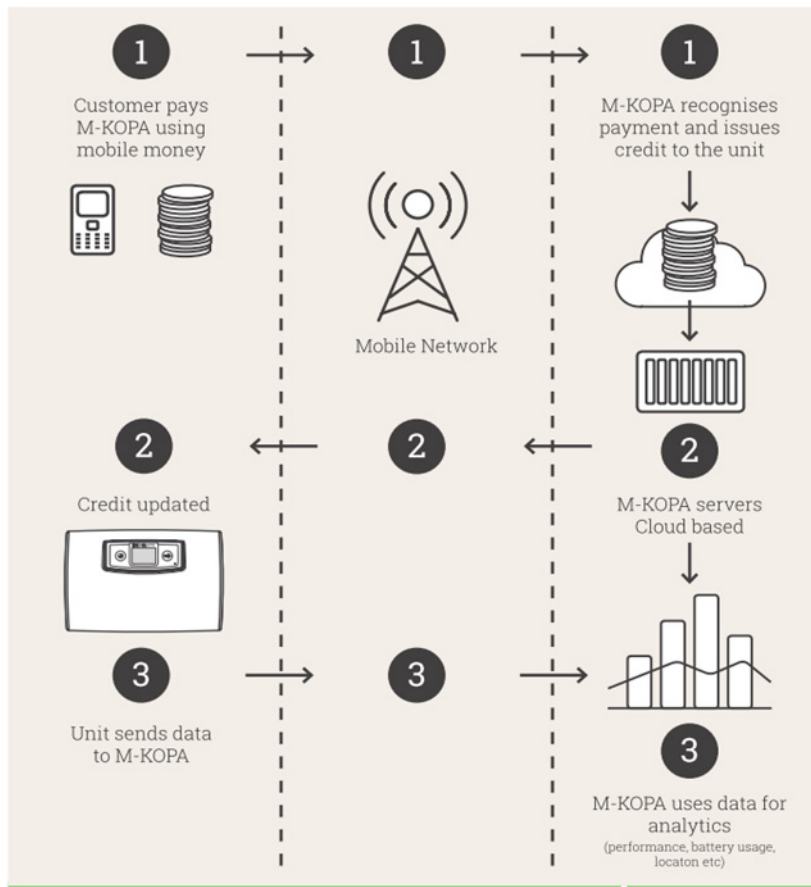 1
1
1
Customer pays
M-KOPA using
mobile money
M-KOPA recognises
payment and issues
credit to the unit
Mobile Network
2
2
2
Credit updated
M-KOPA servers
Cloud based
3
3
Unit sends data
to M-KOPA
3
M-KOPA uses data for
analytics
(performance, battery usage,
locaton etc)